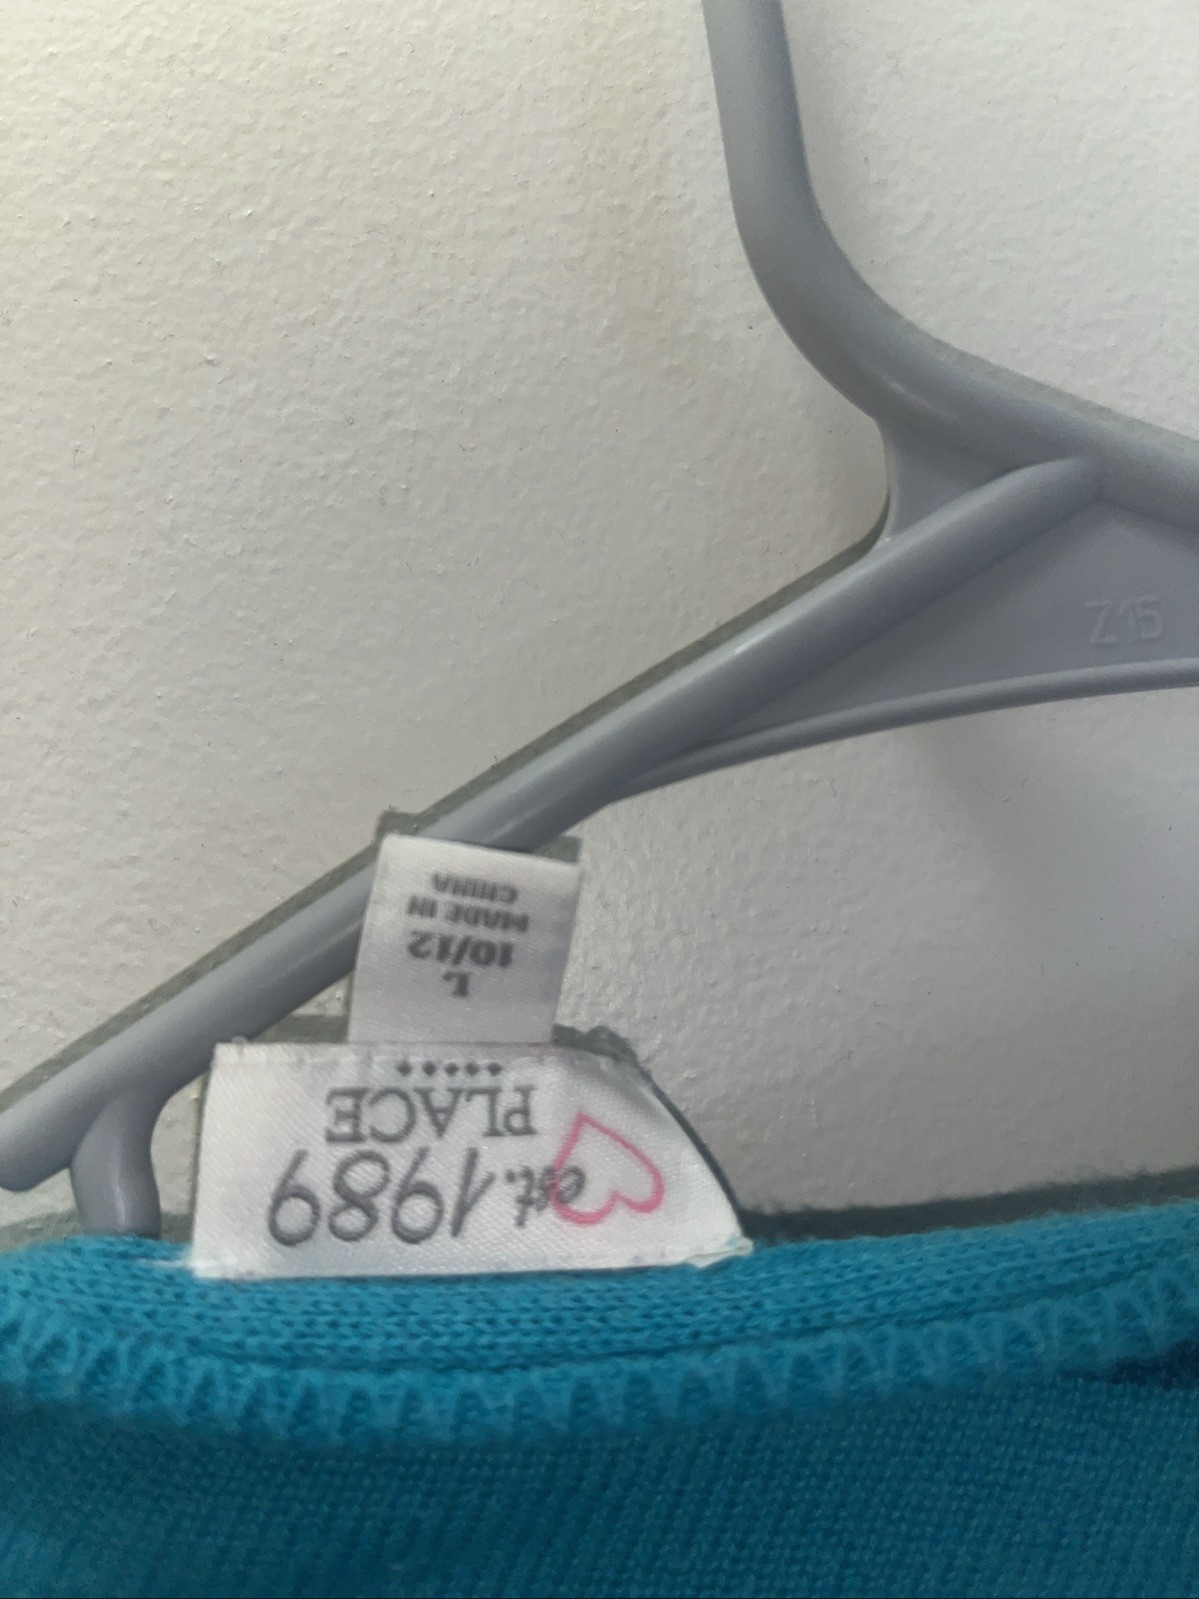 Z15
est. 1989
PLACE
L
10/12
MADE IN
CHINA